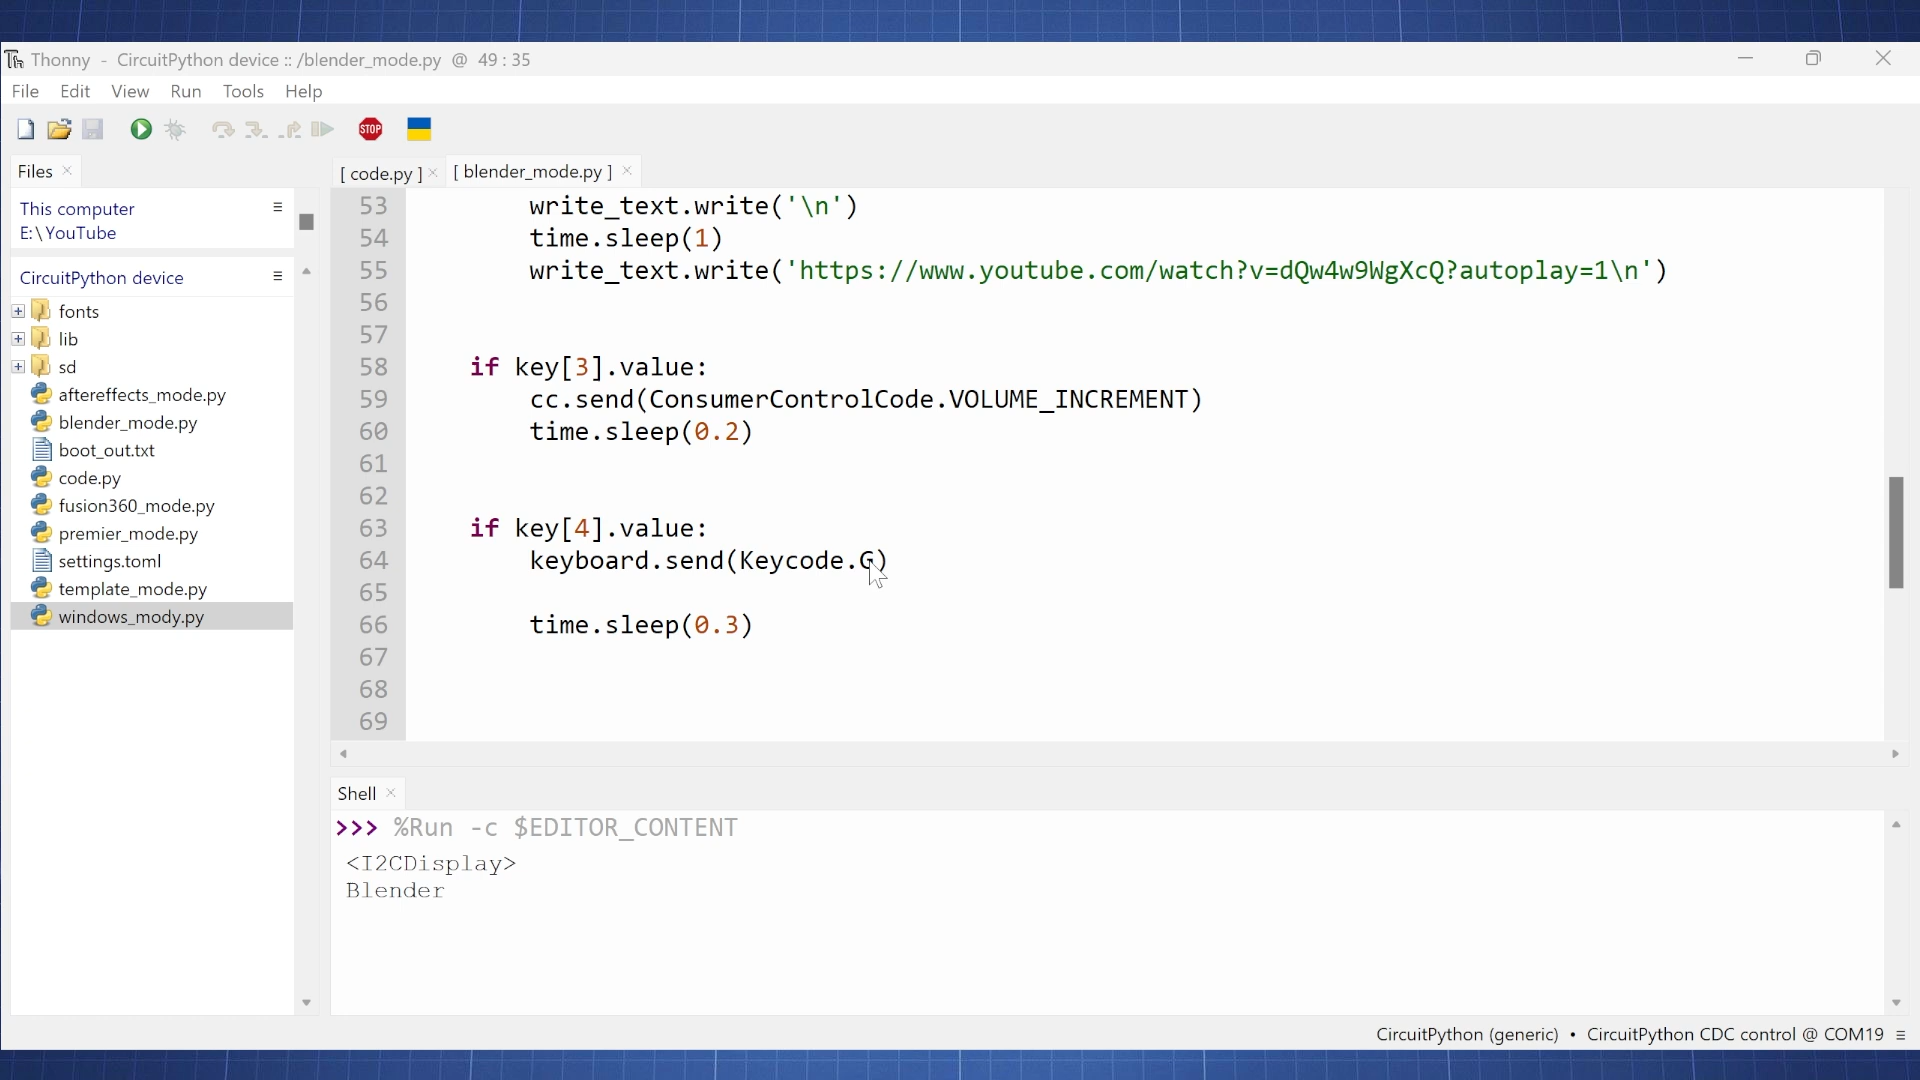 Thonny - CircuitPython device :: /blender_mode.py @ 49 : 35
File Edit View Run Tools Help
STOP
Files
[ code.py ] [ blender_mode.py ]
This computer
E:\YouTube
CircuitPython device
fonts
lib
sd
aftereffects_mode.py
blender_mode.py
boot_out.txt
code.py
fusion360_mode.py
premier_mode.py
settings.toml
template_mode.py
windows_mody.py
53 write_text.write('\n')
54 time.sleep(1)
55 write_text.write('https://www.youtube.com/watch?v=dQw4w9WgXcQ?autoplay=1\n')
56
57
58 if key[3].value:
59 cc.send(ConsumerControlCode.VOLUME_INCREMENT)
60 time.sleep(0.2)
61
62
63 if key[4].value:
64 keyboard.send(Keycode.G)
65
66 time.sleep(0.3)
67
68
69
Shell
>>> %Run -c $EDITOR_CONTENT
<I2CDisplay>
Blender
CircuitPython (generic) • CircuitPython CDC control @ COM19